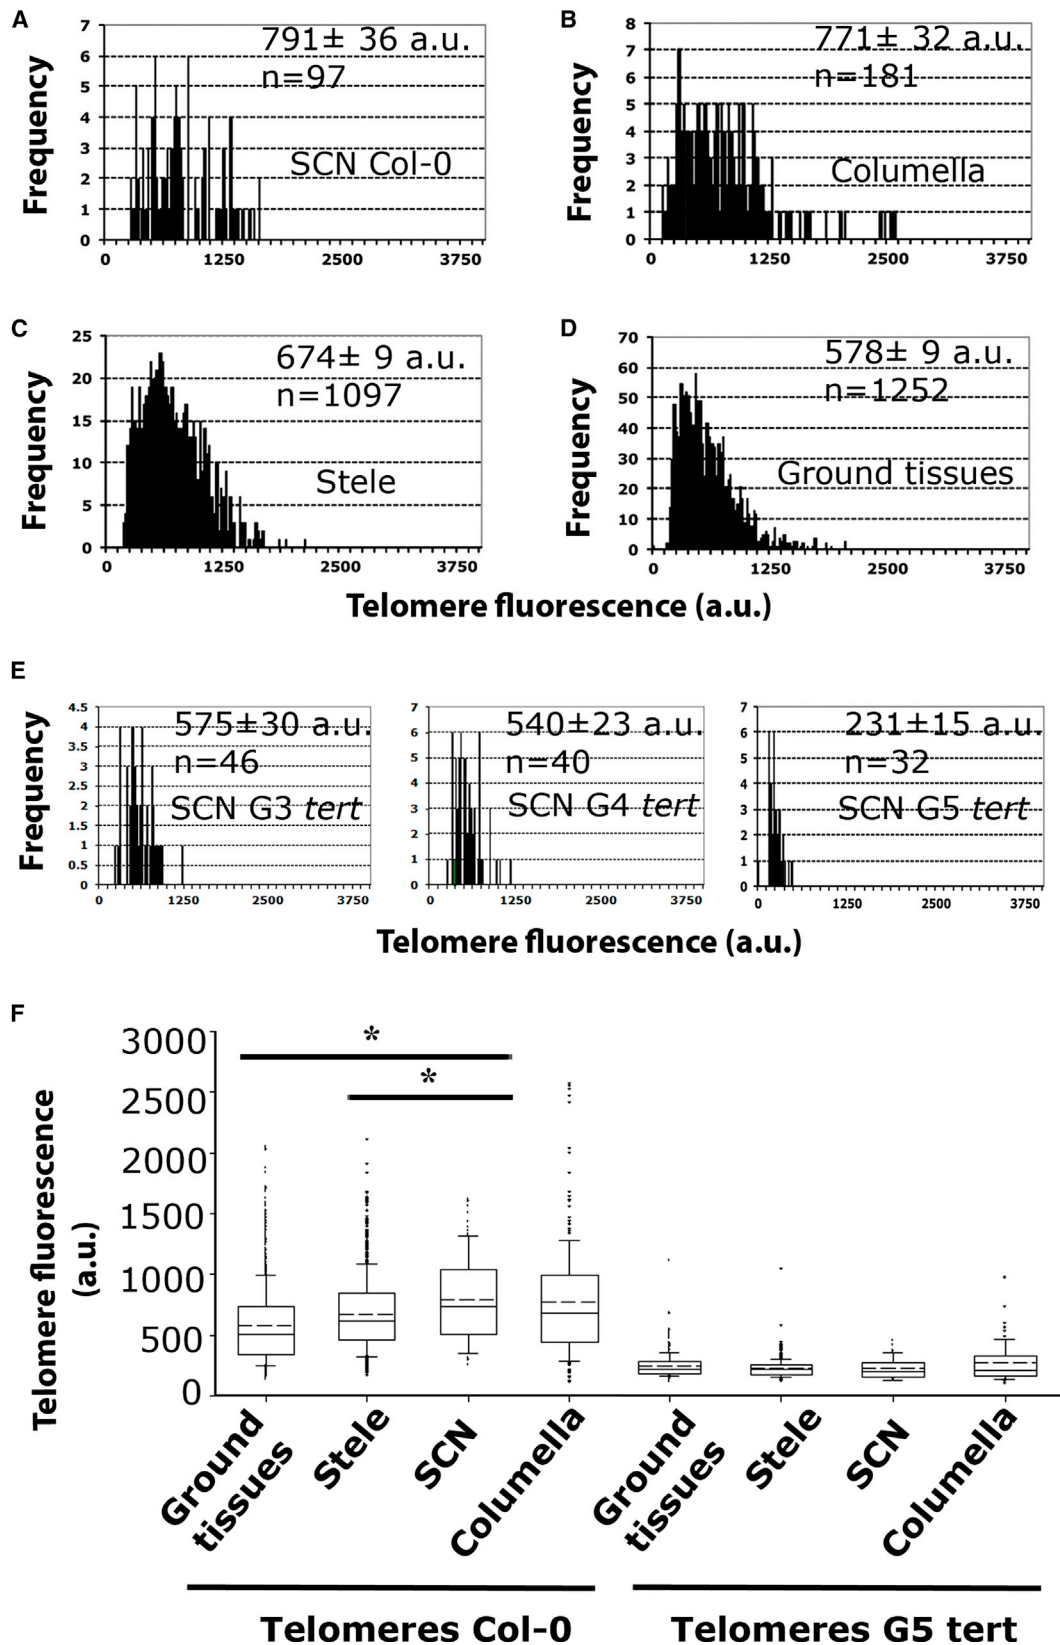 A
Frequency
7
6
5
4
3
2
1
0
791± 36 a.u.
n=97
SCN Col-0
0 1250 2500 3750
B
Frequency
8
7
6
5
4
3
2
1
0
771± 32 a.u.
n=181
Columella
0 1250 2500 3750
C
Frequency
25
20
15
10
5
0
674± 9 a.u.
n=1097
Stele
0 1250 2500 3750
D
Frequency
70
60
50
40
30
20
10
0
578± 9 a.u.
n=1252
Ground tissues
0 1250 2500 3750
Telomere fluorescence (a.u.)
E
Frequency
4.5
4
3.5
3
2.5
2
1.5
1
0.5
0
575±30 a.u.
n=46
SCN G3 tert
0 1250 2500 3750
7
6
5
4
3
2
1
0
540±23 a.u.
n=40
SCN G4 tert
0 1250 2500 3750
7
6
5
4
3
2
1
0
231±15 a.u.
n=32
SCN G5 tert
0 1250 2500 3750
Telomere fluorescence (a.u.)
F
Telomere fluorescence
(a.u.)
3000
2500
2000
1500
1000
500
0
*
*
Ground
tissues
Stele
SCN
Columella
Ground
tissues
Stele
SCN
Columella
Telomeres Col-0
Telomeres G5 tert